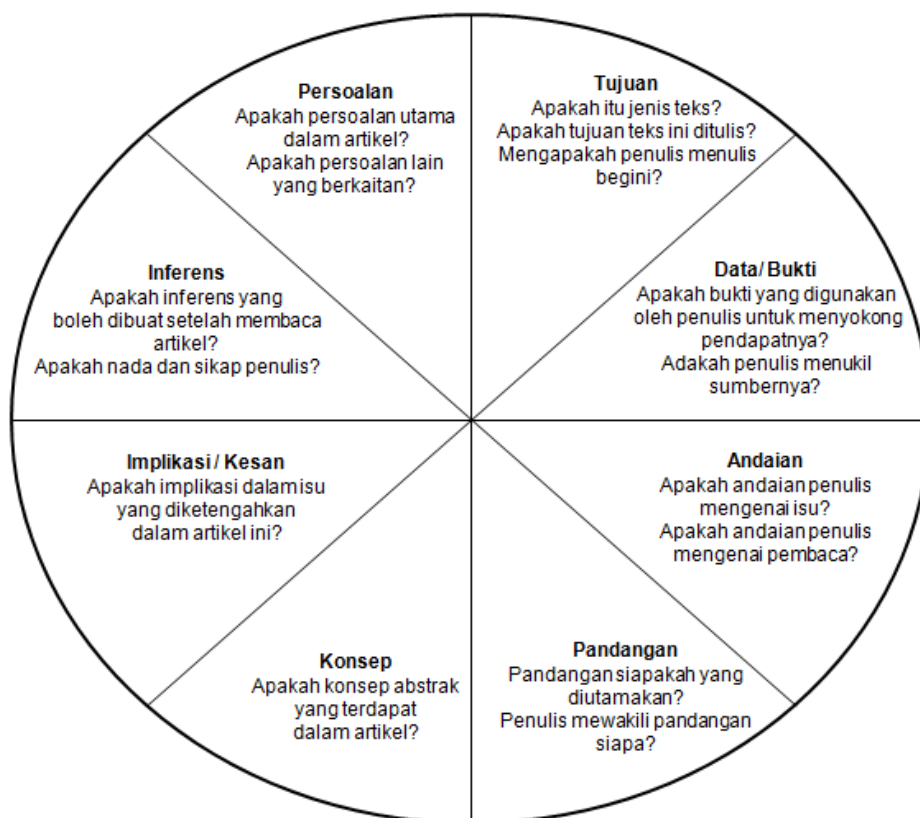 Persoalan
Apakah persoalan utama
dalam artikel?
Apakah persoalan lain
yang berkaitan?
Tujuan
Apakah itu jenis teks?
Apakah tujuan teks ini ditulis?
Mengapakah penulis menulis
begini?
Inferens
Apakah inferens yang
boleh dibuat setelah membaca
artikel?
Apakah nada dan sikap penulis?
Data/ Bukti
Apakah bukti yang digunakan
oleh penulis untuk menyokong
pendapatnya?
Adakah penulis menukil
sumbernya?
Implikasi / Kesan
Apakah implikasi dalam isu
yang diketengahkan
dalam artikel ini?
Andaian
Apakah andaian penulis
mengenai isu?
Apakah andaian penulis
mengenai pembaca?
Konsep
Apakah konsep abstrak
yang terdapat
dalam artikel?
Pandangan
Pandangan siapakah yang
diutamakan?
Penulis mewakili pandangan
siapa?